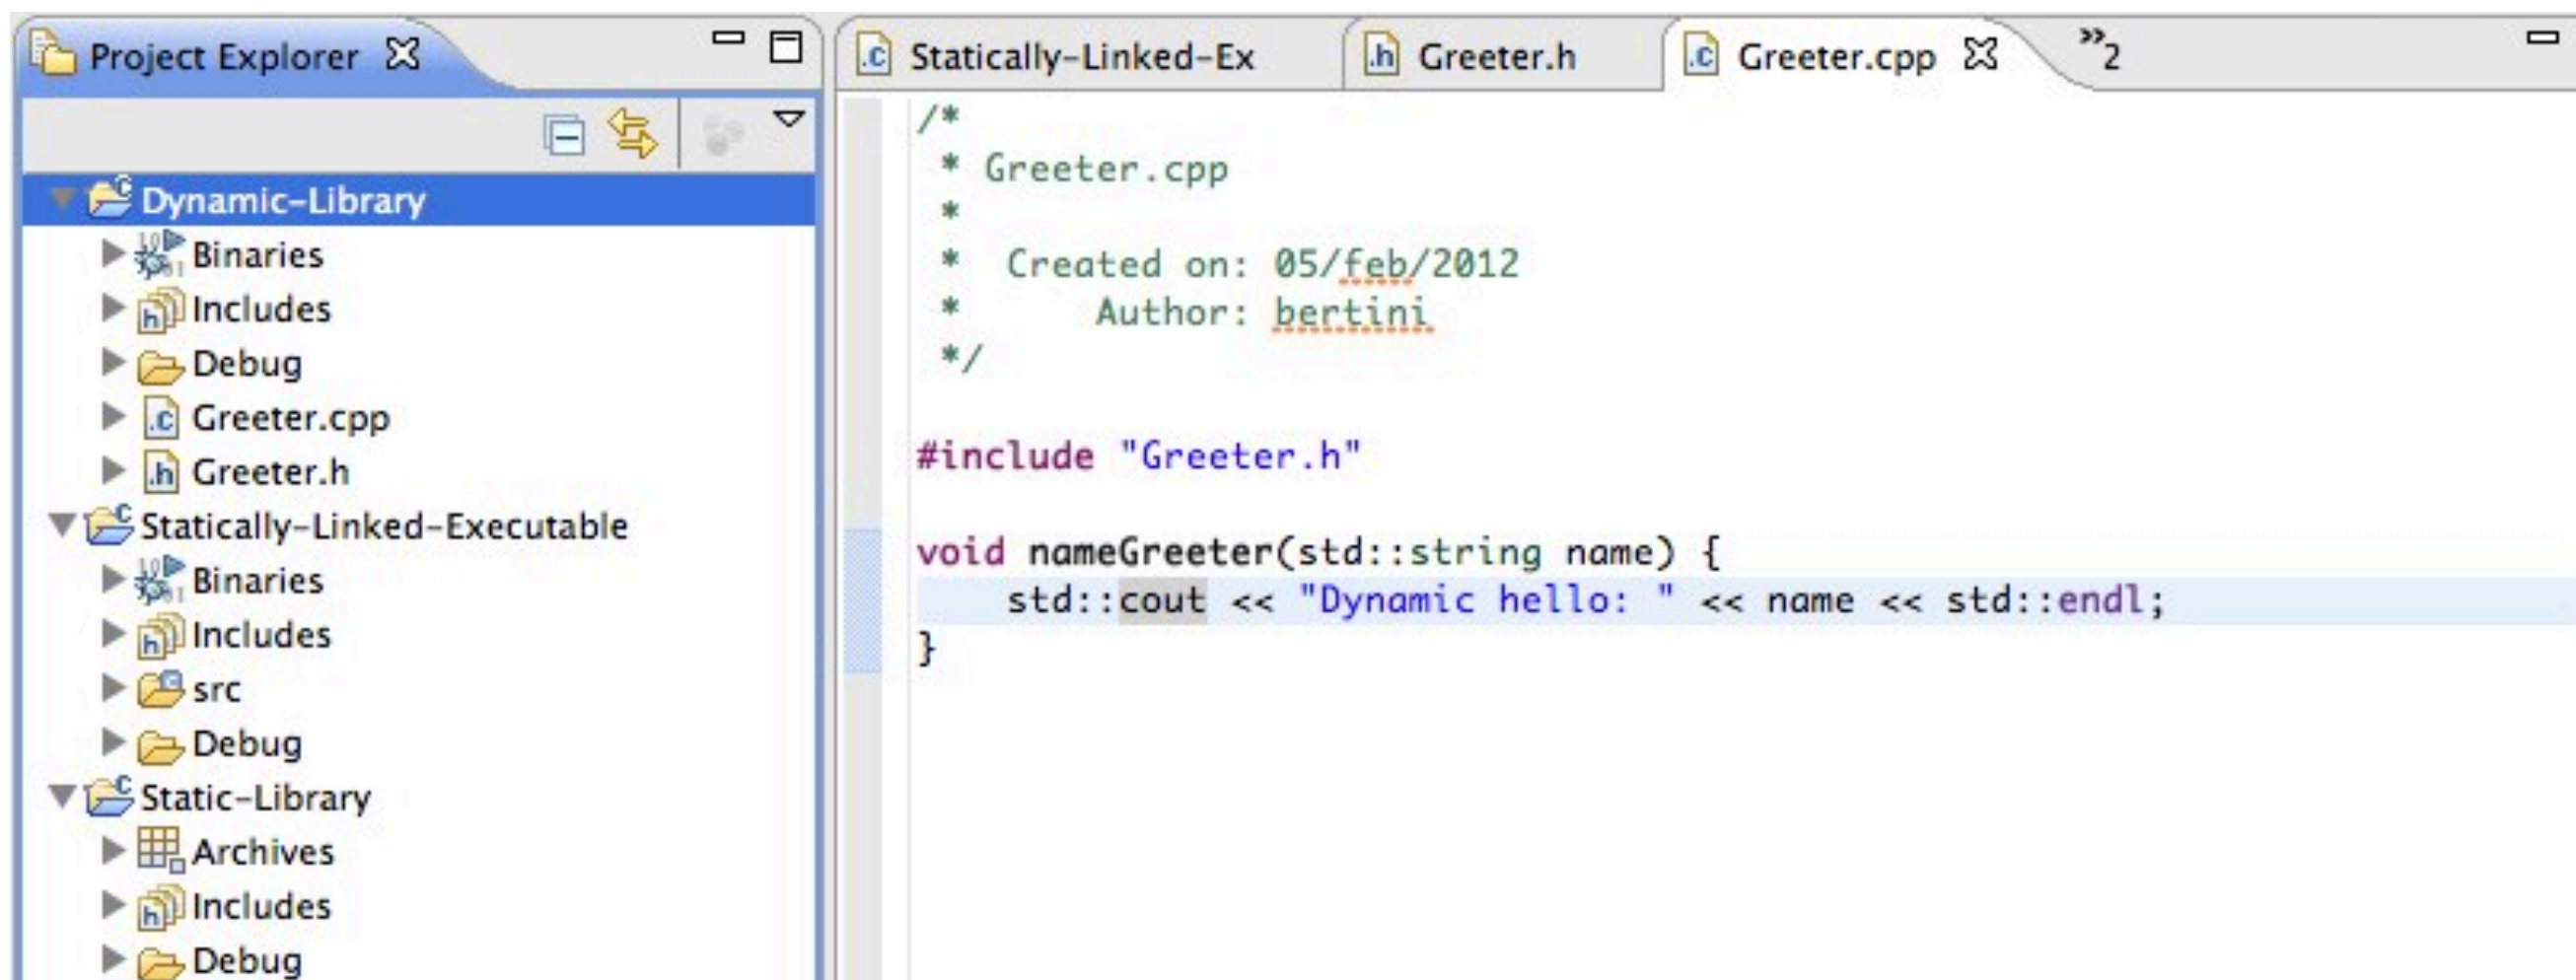 Project Explorer
Dynamic-Library
Binaries
Includes
Debug
Greeter.cpp
Greeter.h
Statically-Linked-Executable
Binaries
Includes
src
Debug
Static-Library
Archives
Includes
Debug
Statically-Linked-Ex Greeter.h Greeter.cpp »2
/*
 * Greeter.cpp
 *
 *  Created on: 05/feb/2012
 *      Author: bertini
 */
#include "Greeter.h"
void nameGreeter(std::string name) {
    std::cout << "Dynamic hello: " << name << std::endl;
}